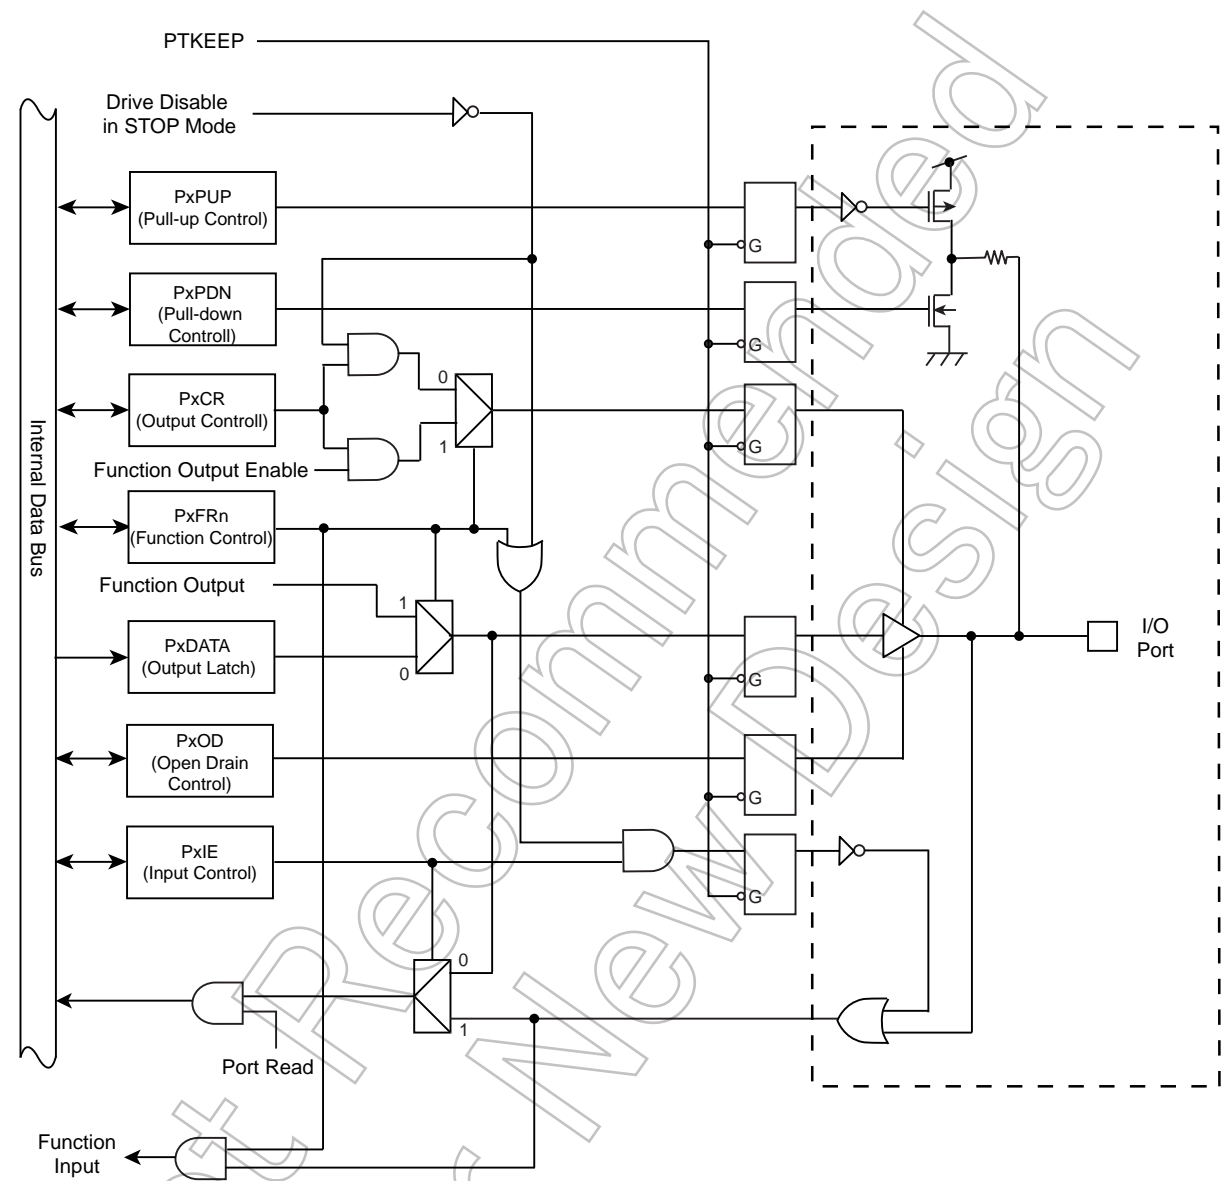 PTKEEP
Drive Disable
in STOP Mode
PxPUP
(Pull-up Control)
G
PxPDN
(Pull-down
Controll)
G
PxCR
(Output Controll)
0
1
G
Function Output Enable
Internal Data Bus
PxFRn
(Function Control)
Function Output
1
PxDATA
(Output Latch)
0
G
I/O
Port
PxOD
(Open Drain
Control)
G
PxIE
(Input Control)
G
0
1
Port Read
Function
Input
Recommended
New Design